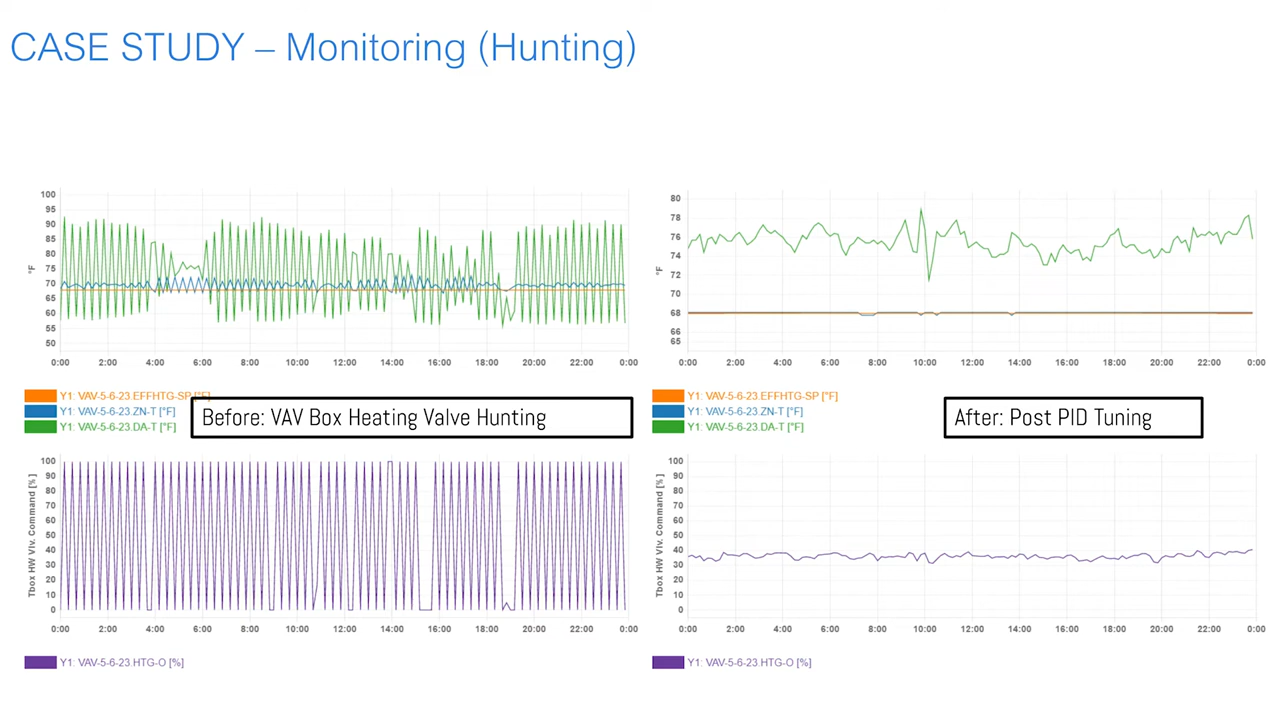 CASE STUDY – Monitoring (Hunting)
100
95
90
85
80
75
70
65
60
55
50
°F
0:00 2:00 4:00 6:00 8:00 10:00 12:00 14:00 16:00 18:00 20:00 22:00 0:00
Y1: VAV-5-6-23.EFFHTG-SP [°F]
Y1: VAV-5-6-23.ZN-T [°F]
Y1: VAV-5-6-23.DA-T [°F]
Before: VAV Box Heating Valve Hunting
80
78
76
74
72
70
68
66
65
°F
0:00 2:00 4:00 6:00 8:00 10:00 12:00 14:00 16:00 18:00 20:00 22:00 0:00
Y1: VAV-5-6-23.EFFHTG-SP [°F]
Y1: VAV-5-6-23.ZN-T [°F]
Y1: VAV-5-6-23.DA-T [°F]
After: Post PID Tuning
100
90
80
70
60
50
40
30
20
10
0
Tbox HW Vlv. Command [%]
0:00 2:00 4:00 6:00 8:00 10:00 12:00 14:00 16:00 18:00 20:00 22:00 0:00
Y1: VAV-5-6-23.HTG-O [%]
100
90
80
70
60
50
40
30
20
10
0
Tbox HW Vlv. Command [%]
0:00 2:00 4:00 6:00 8:00 10:00 12:00 14:00 16:00 18:00 20:00 22:00 0:00
Y1: VAV-5-6-23.HTG-O [%]